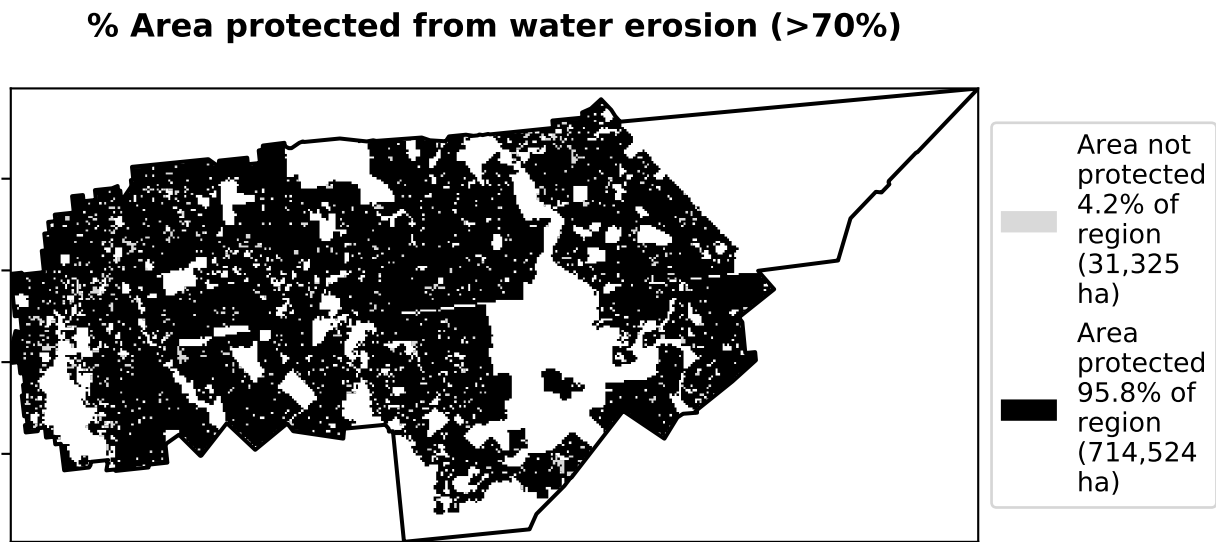 % Area protected from water erosion (>70%)
Area not
protected
4.2% of
region
(31,325
ha)
Area
protected
95.8% of
region
(714,524
ha)